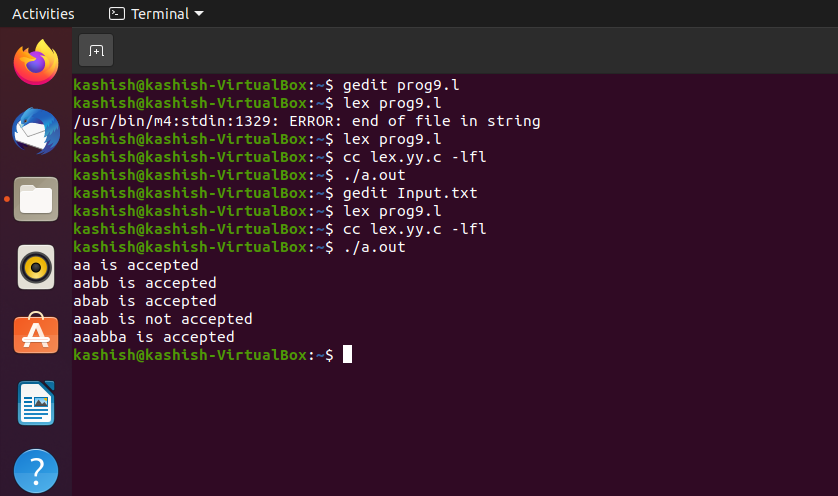 Activities
Terminal
kashish@kashish-VirtualBox:~$ gedit prog9.l
kashish@kashish-VirtualBox:~$ lex prog9.l
/usr/bin/m4:stdin:1329: ERROR: end of file in string
kashish@kashish-VirtualBox:~$ lex prog9.l
kashish@kashish-VirtualBox:~$ cc lex.yy.c -lfl
kashish@kashish-VirtualBox:~$ ./a.out
kashish@kashish-VirtualBox:~$ gedit Input.txt
kashish@kashish-VirtualBox:~$ lex prog9.l
kashish@kashish-VirtualBox:~$ cc lex.yy.c -lfl
kashish@kashish-VirtualBox:~$ ./a.out
aa is accepted
aabb is accepted
abab is accepted
aaab is not accepted
aaabba is accepted
kashish@kashish-VirtualBox:~$